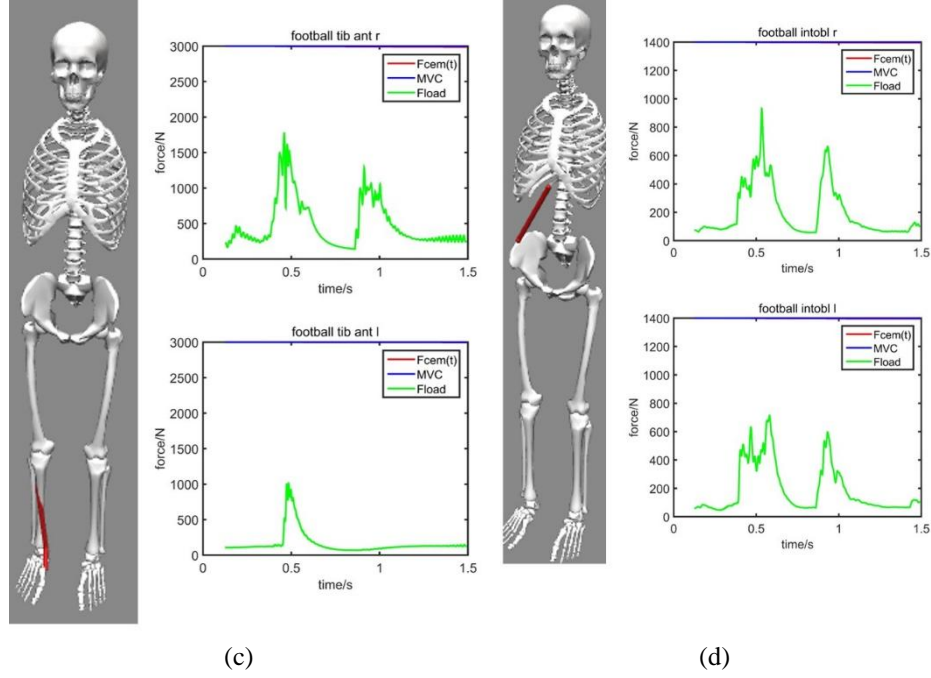 football tib ant r
3000
2500
2000
1500
1000
500
0
force/N
Fcem(t)
MVC
Fload
0 0.5 1 1.5
time/s
football tib ant l
3000
2500
2000
1500
1000
500
0
force/N
Fcem(t)
MVC
Fload
0 0.5 1 1.5
time/s
(c)
football intobl r
1400
1200
1000
800
600
400
200
0
force/N
Fcem(t)
MVC
Fload
0 0.5 1 1.5
time/s
football intobl l
1400
1200
1000
800
600
400
200
0
force/N
Fcem(t)
MVC
Fload
0 0.5 1 1.5
time/s
(d)